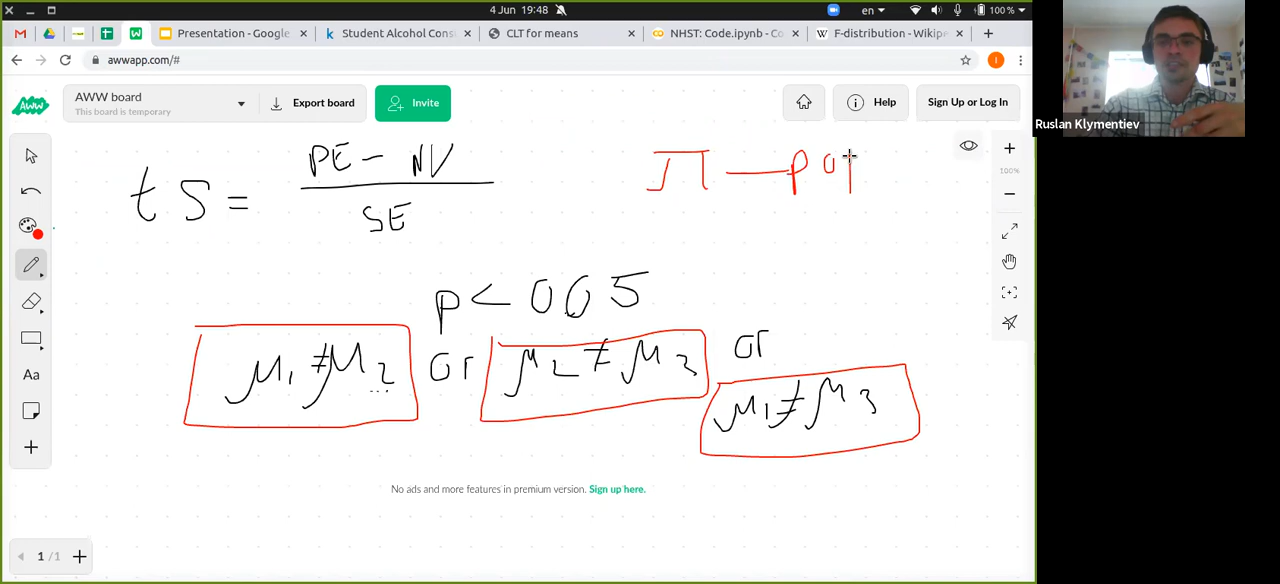 4 Jun 19:48
en
100 %
Presentation - Google
Student Alcohol Cons
CLT for means
NHST: Code.ipynb - Co
F-distribution - Wikipe
awwapp.com/#
AWW board
This board is temporary
Export board
Invite
Help
Sign Up or Log In
Ruslan Klymentiev
100%
tS = PE - NV
SE
π — pop
p < 005
μ1 ≠ μ2 or μ2 ≠ μ3 or
μ1 ≠ μ3
Aa
No ads and more features in premium version. Sign up here.
1 / 1